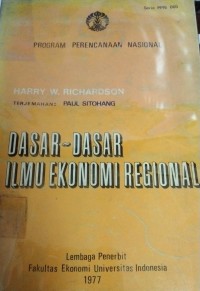 PROGRAM PERENCANAAN NASIONAL
HARRY W. RICHARDSON
TERJEMAHAN: PAUL SITOHANG
DASAR-DASAR
ILMU EKONOMI REGIONAL
Lembaga Penerbit
Fakultas Ekonomi Universitas Indonesia
1977